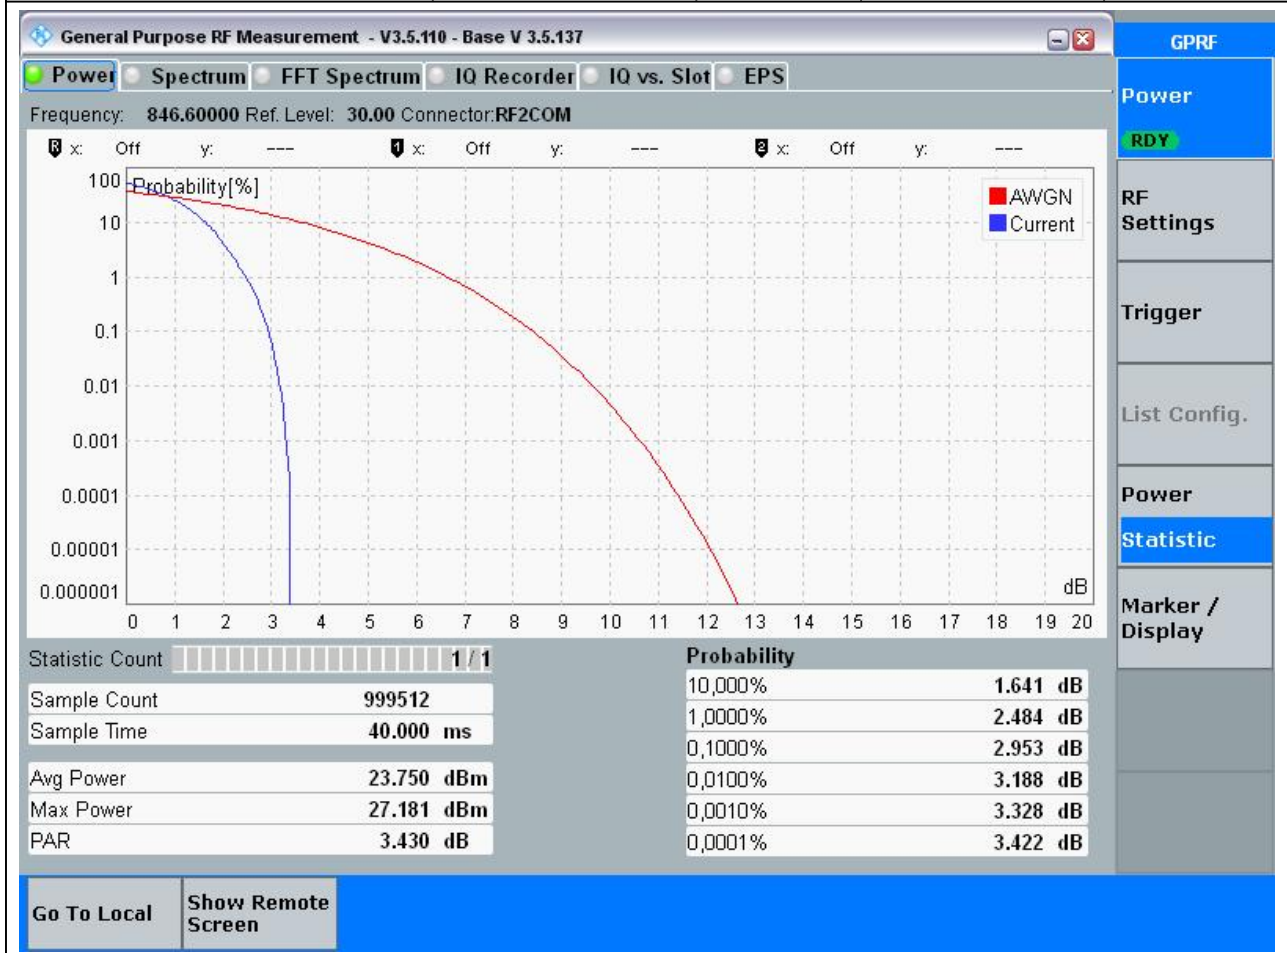 General Purpose RF Measurement - V3.5.110 - Base V 3.5.137
GPRF
Power Spectrum FFT Spectrum IQ Recorder IQ vs. Slot EPS
Frequency: 846.60000 Ref. Level: 30.00 Connector:RF2COM
R x: Off y: --- 1 x: Off y: --- 2 x: Off y: ---
Probability[%]
100
10
1
0.1
0.01
0.001
0.0001
0.00001
0.000001
AWGN
Current
dB
0 1 2 3 4 5 6 7 8 9 10 11 12 13 14 15 16 17 18 19 20
Statistic Count 1 / 1
Sample Count 999512
Sample Time 40.000 ms
Avg Power 23.750 dBm
Max Power 27.181 dBm
PAR 3.430 dB
Probability
10,000% 1.641 dB
1,0000% 2.484 dB
0,1000% 2.953 dB
0,0100% 3.188 dB
0,0010% 3.328 dB
0,0001% 3.422 dB
Power
RDY
RF
Settings
Trigger
List Config.
Power
Statistic
Marker /
Display
Go To Local
Show Remote
Screen